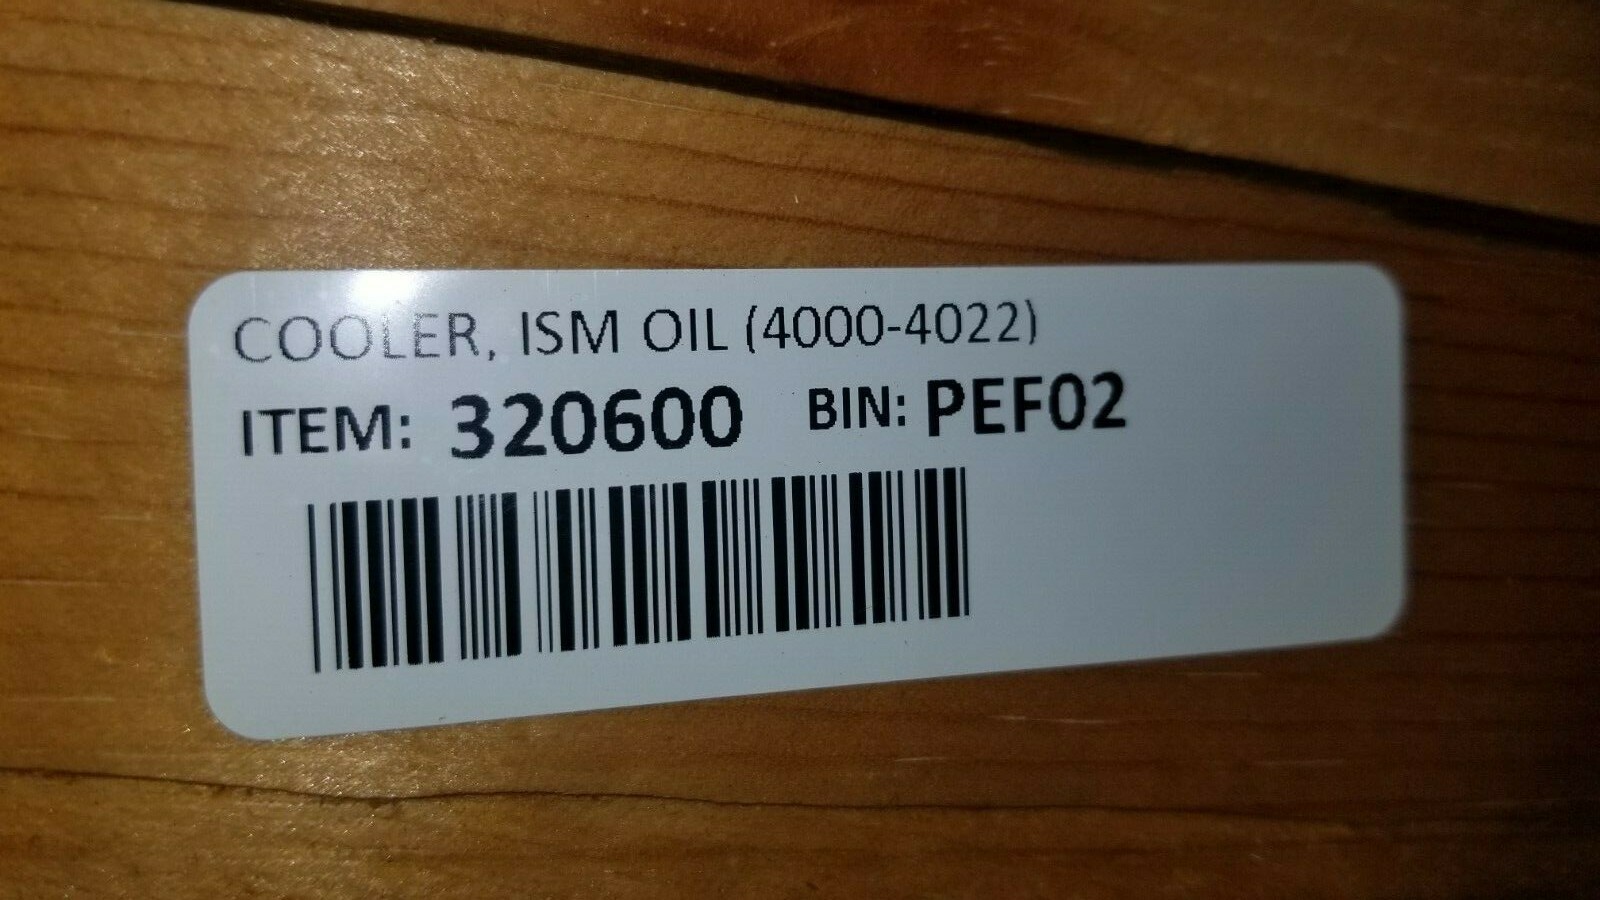 COOLER, ISM OIL (4000-4022)
ITEM: 320600 BIN: PEF02